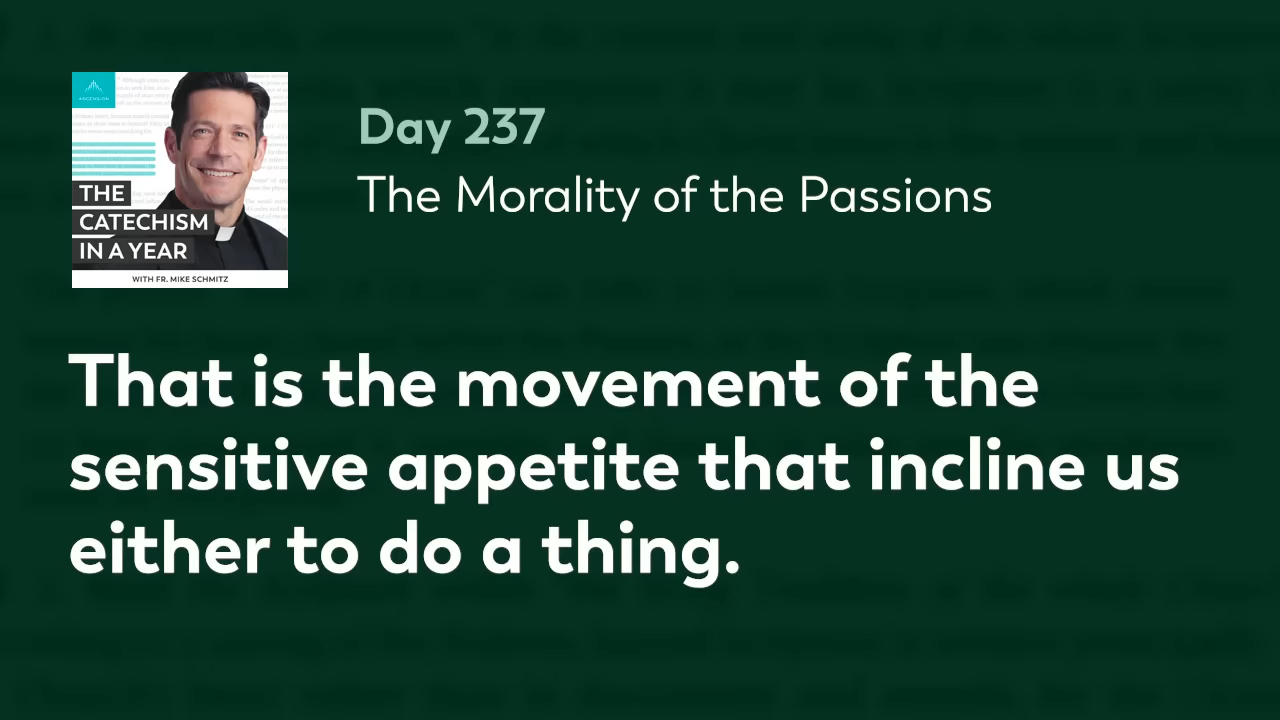 ASCENSION
THE
CATECHISM
IN A YEAR
WITH FR. MIKE SCHMITZ
Day 237
The Morality of the Passions
That is the movement of the
sensitive appetite that incline us
either to do a thing.